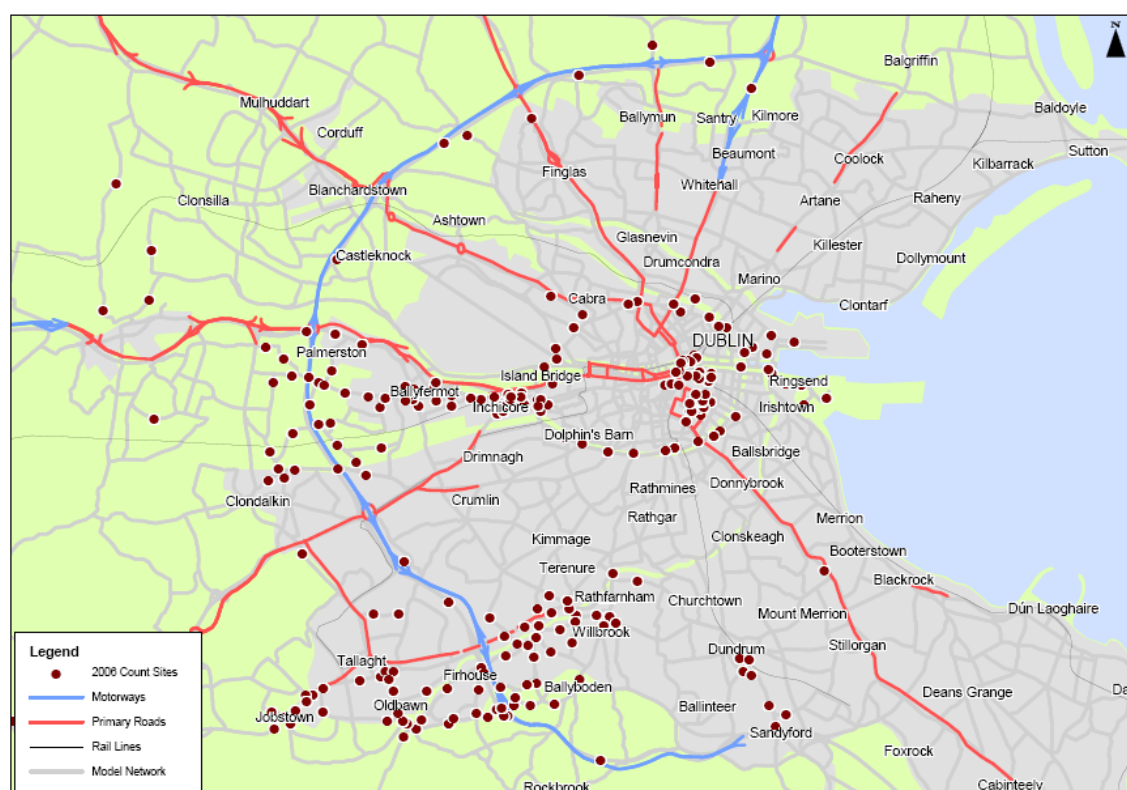 N
Balgriffin
Mulhuddart
Ballymun
Santry
Kilmore
Baldoyle
Corduff
Beaumont
Sutton
Coolock
Kilbarrack
Finglas
Blanchardstown
Whitehall
Clonsilla
Artane
Raheny
Ashtown
Glasnevin
Killester
Castleknock
Drumcondra
Dollymount
Marino
Cabra
Clontarf
DUBLIN
Palmerston
Island Bridge
Ringsend
Ballyfermot
Inchicore
Irishtown
Dolphin's Barn
Drimnagh
Ballsbridge
Donnybrook
Clondalkin
Crumlin
Rathmines
Rathgar
Merrion
Kimmage
Clonskeagh
Booterstown
Terenure
Blackrock
Rathfarnham
Churchtown
Mount Merrion
Dún Laoghaire
Willbrook
Stillorgan
Dundrum
Tallaght
Firhouse
Ballyboden
Deans Grange
Da
Oldbawn
Ballinteer
Jobstown
Sandyford
Foxrock
Rockbrook
Cabinteely
Legend
2006 Count Sites
Motorways
Primary Roads
Rail Lines
Model Network